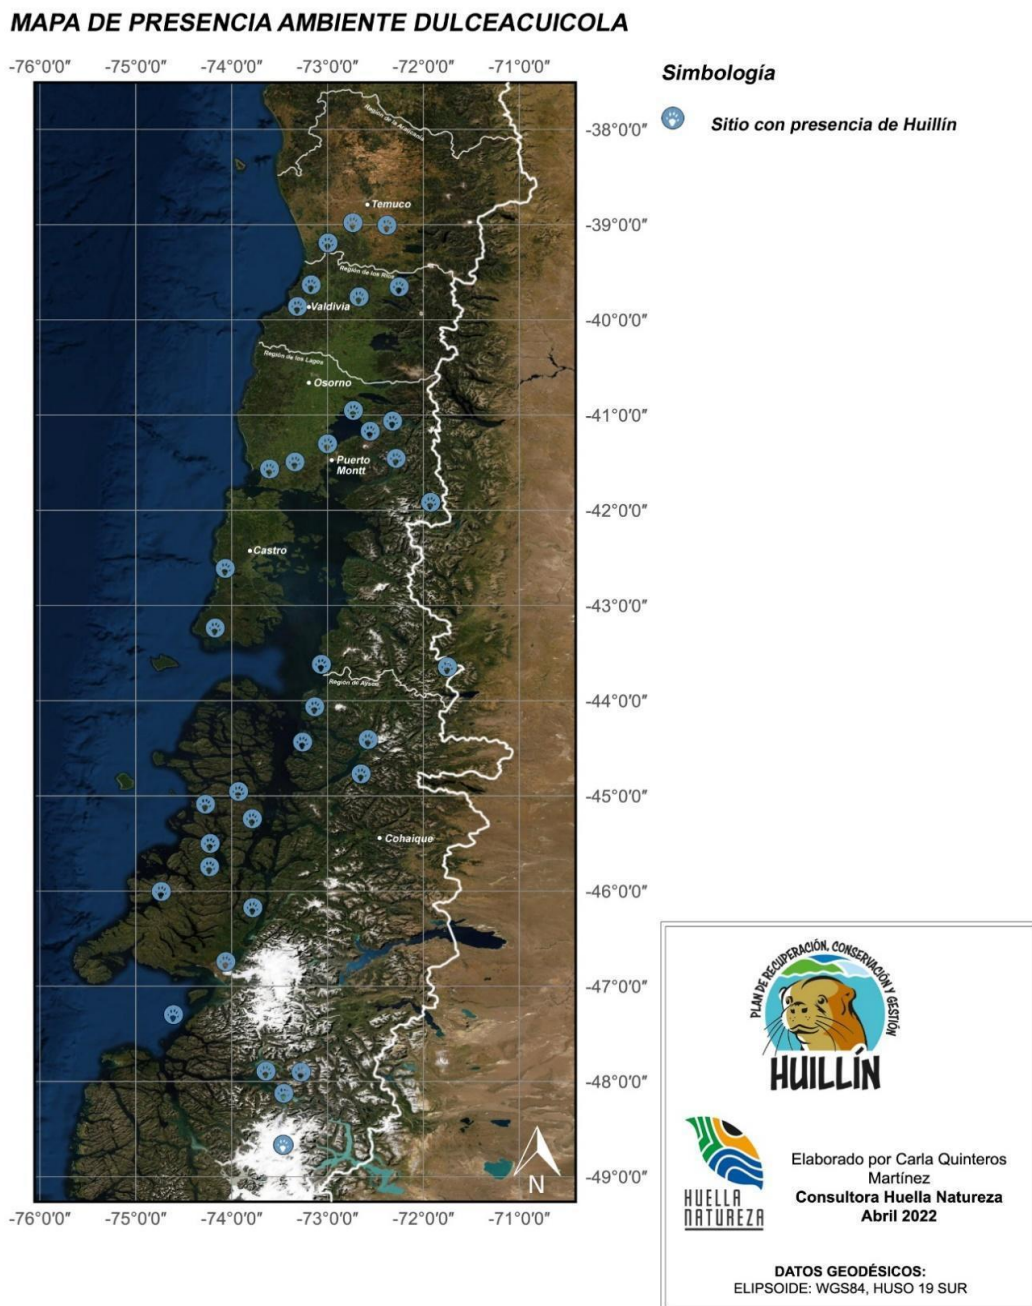 MAPA DE PRESENCIA AMBIENTE DULCEACUICOLA
-76°0'0" -75°0'0" -74°0'0" -73°0'0" -72°0'0" -71°0'0"
Simbología
Sitio con presencia de Huillín
-38°0'0"
-39°0'0"
-40°0'0"
-41°0'0"
-42°0'0"
-43°0'0"
-44°0'0"
-45°0'0"
-46°0'0"
-47°0'0"
-48°0'0"
-49°0'0"
Región de la Araucanía
Temuco
Región de los Ríos
Valdivia
Región de los Lagos
Osorno
Puerto
Montt
Castro
Región de Aysén
Cohaique
N
-76°0'0" -75°0'0" -74°0'0" -73°0'0" -72°0'0" -71°0'0"
PLAN DE RECUPERACIÓN, CONSERVACIÓN Y GESTIÓN
HUILLÍN
HUELLA
NATUREZA
Elaborado por Carla Quinteros
Martínez
Consultora Huella Natureza
Abril 2022
DATOS GEODÉSICOS:
ELIPSOIDE: WGS84, HUSO 19 SUR